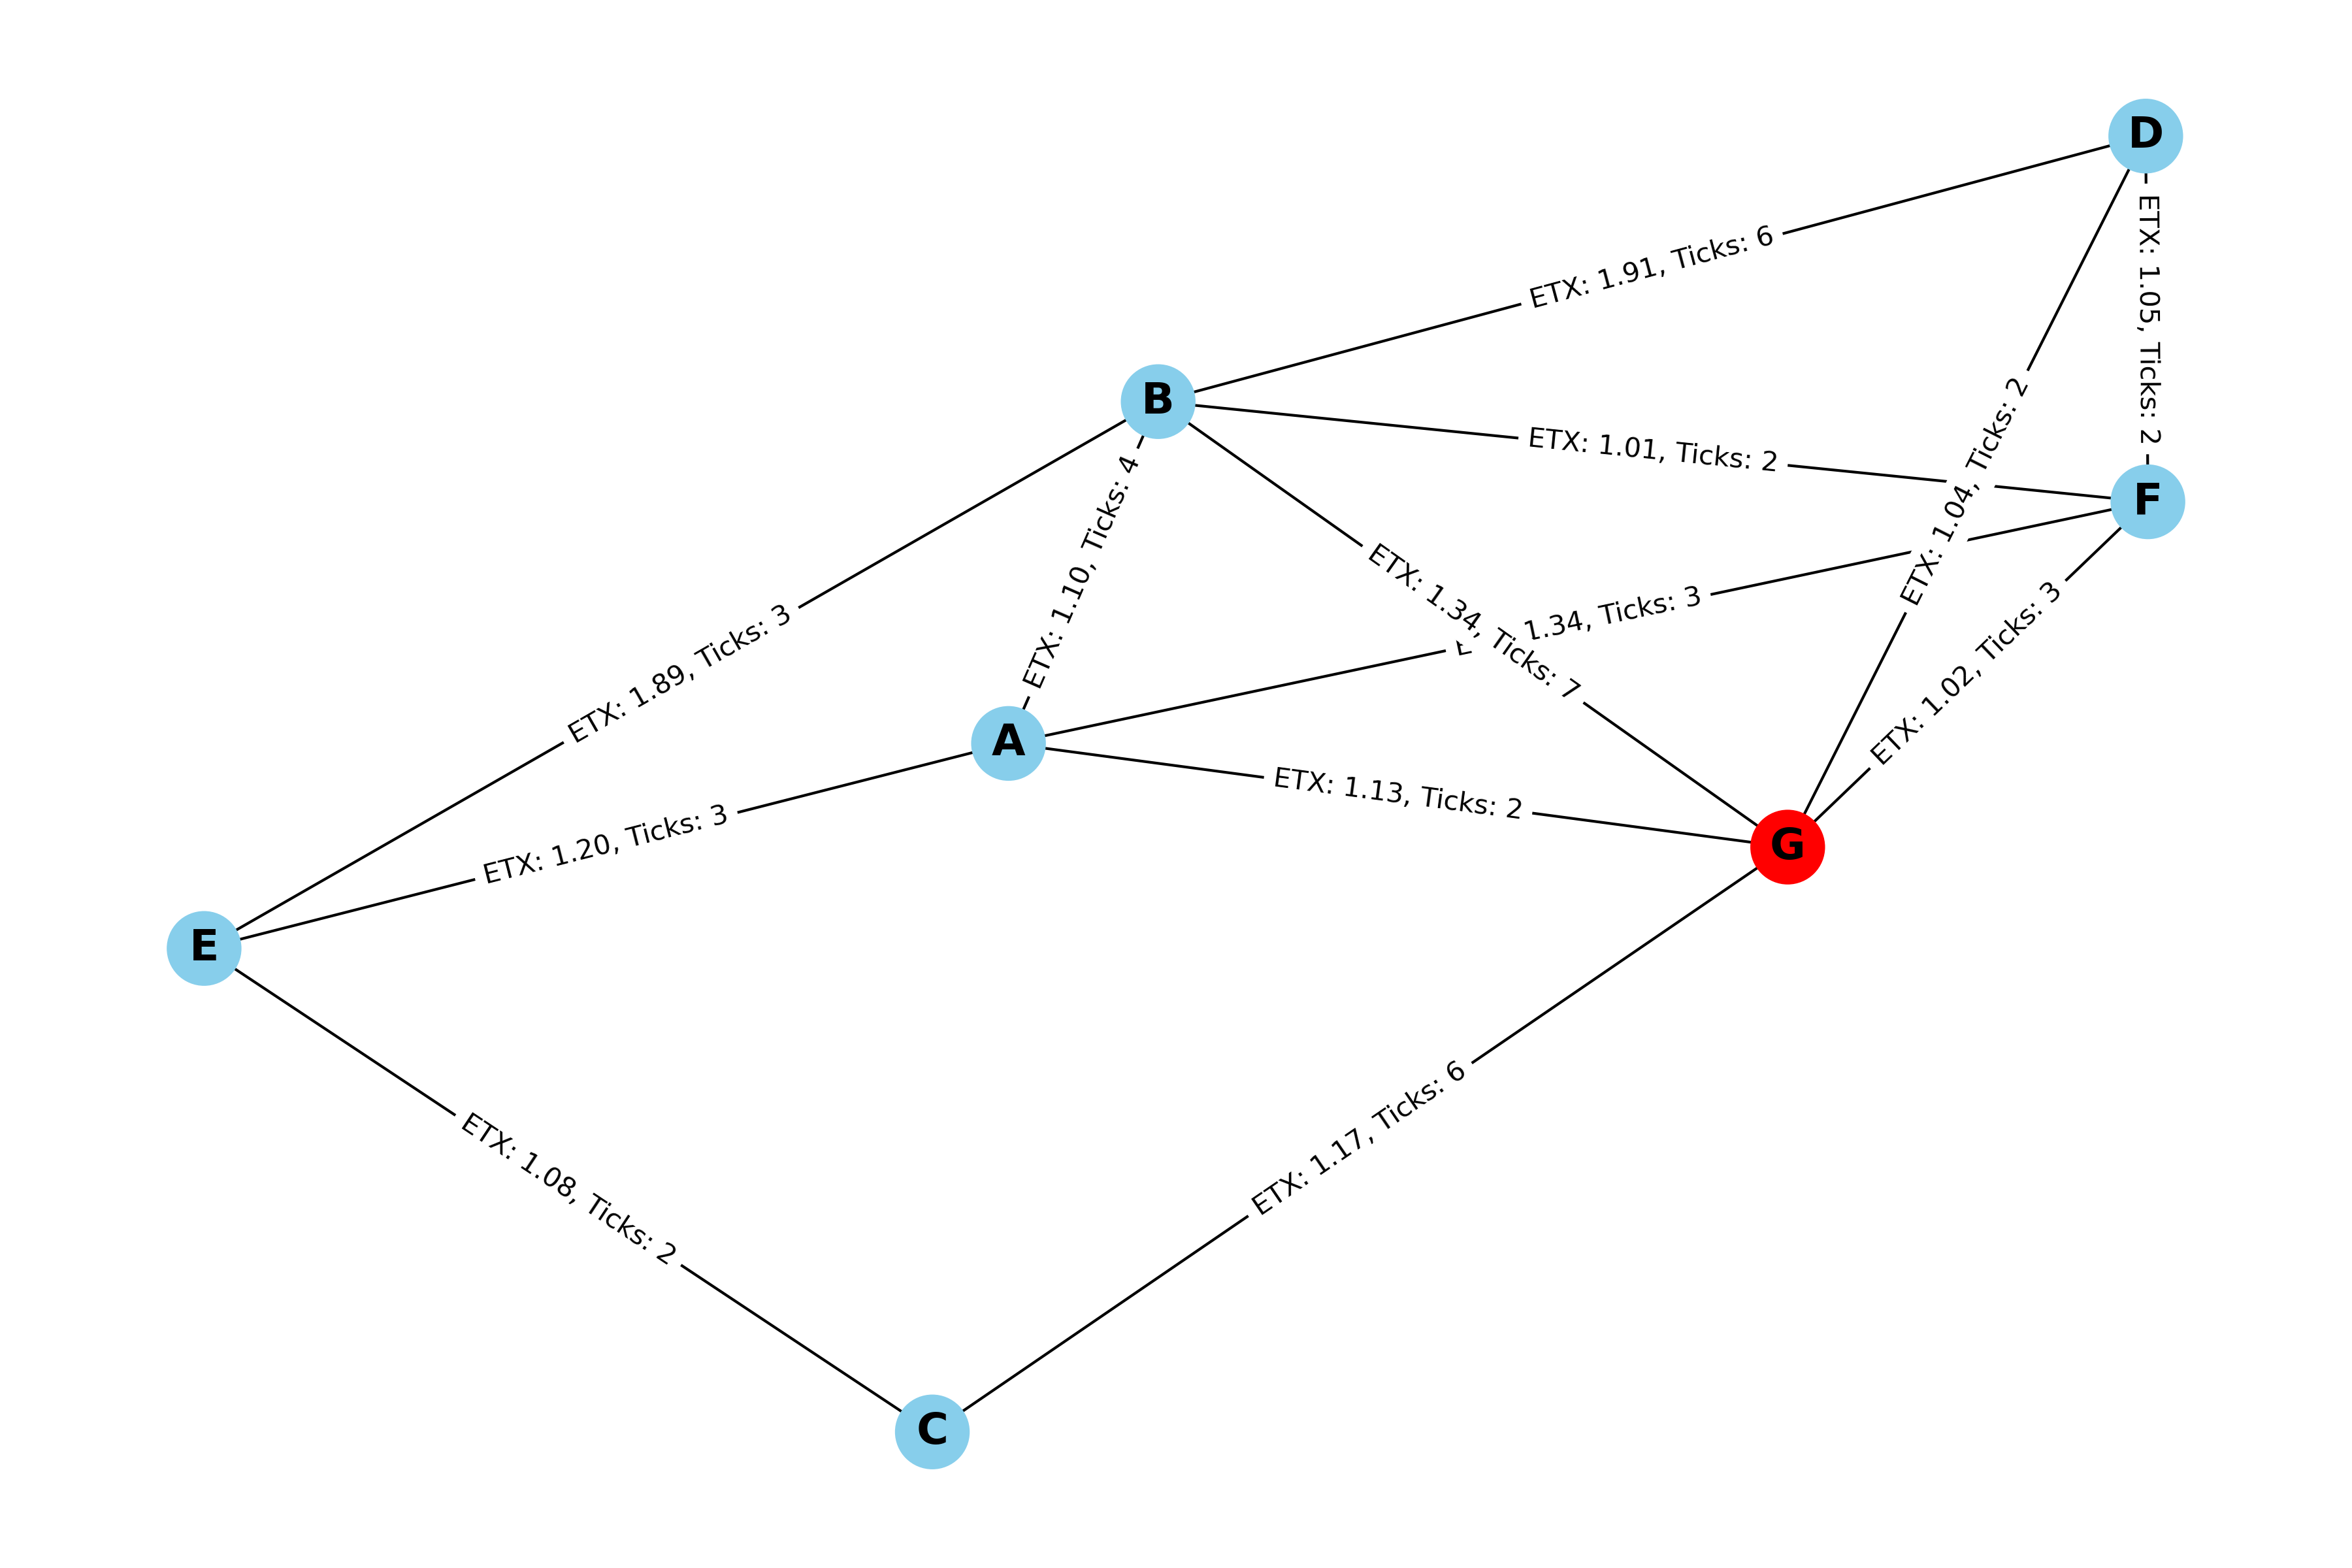 D
ETX: 1.91, Ticks: 6
ETX: 1.05, Ticks: 2
B
ETX: 1.01, Ticks: 2
ETX: 1.04, Ticks: 2
F
ETX: 1.10, Ticks: 4
ETX: 1.34, Ticks: 7
1.34, Ticks: 3
ETX: 1.89, Ticks: 3
ETX: 1.02, Ticks: 3
A
ETX: 1.13, Ticks: 2
ETX: 1.20, Ticks: 3
G
E
ETX: 1.17, Ticks: 6
ETX: 1.08, Ticks: 2
C